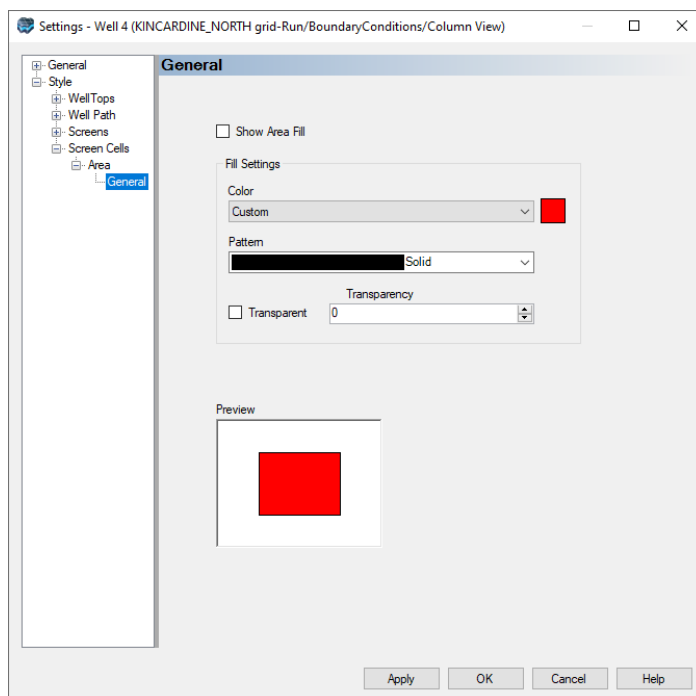 Settings - Well 4 (KINCARDINE_NORTH grid-Run/BoundaryConditions/Column View)
General
Style
WellTops
Well Path
Screens
Screen Cells
Area
General
General
Show Area Fill
Fill Settings
Color
Custom
Pattern
Solid
Transparency
Transparent
0
Preview
Apply
OK
Cancel
Help